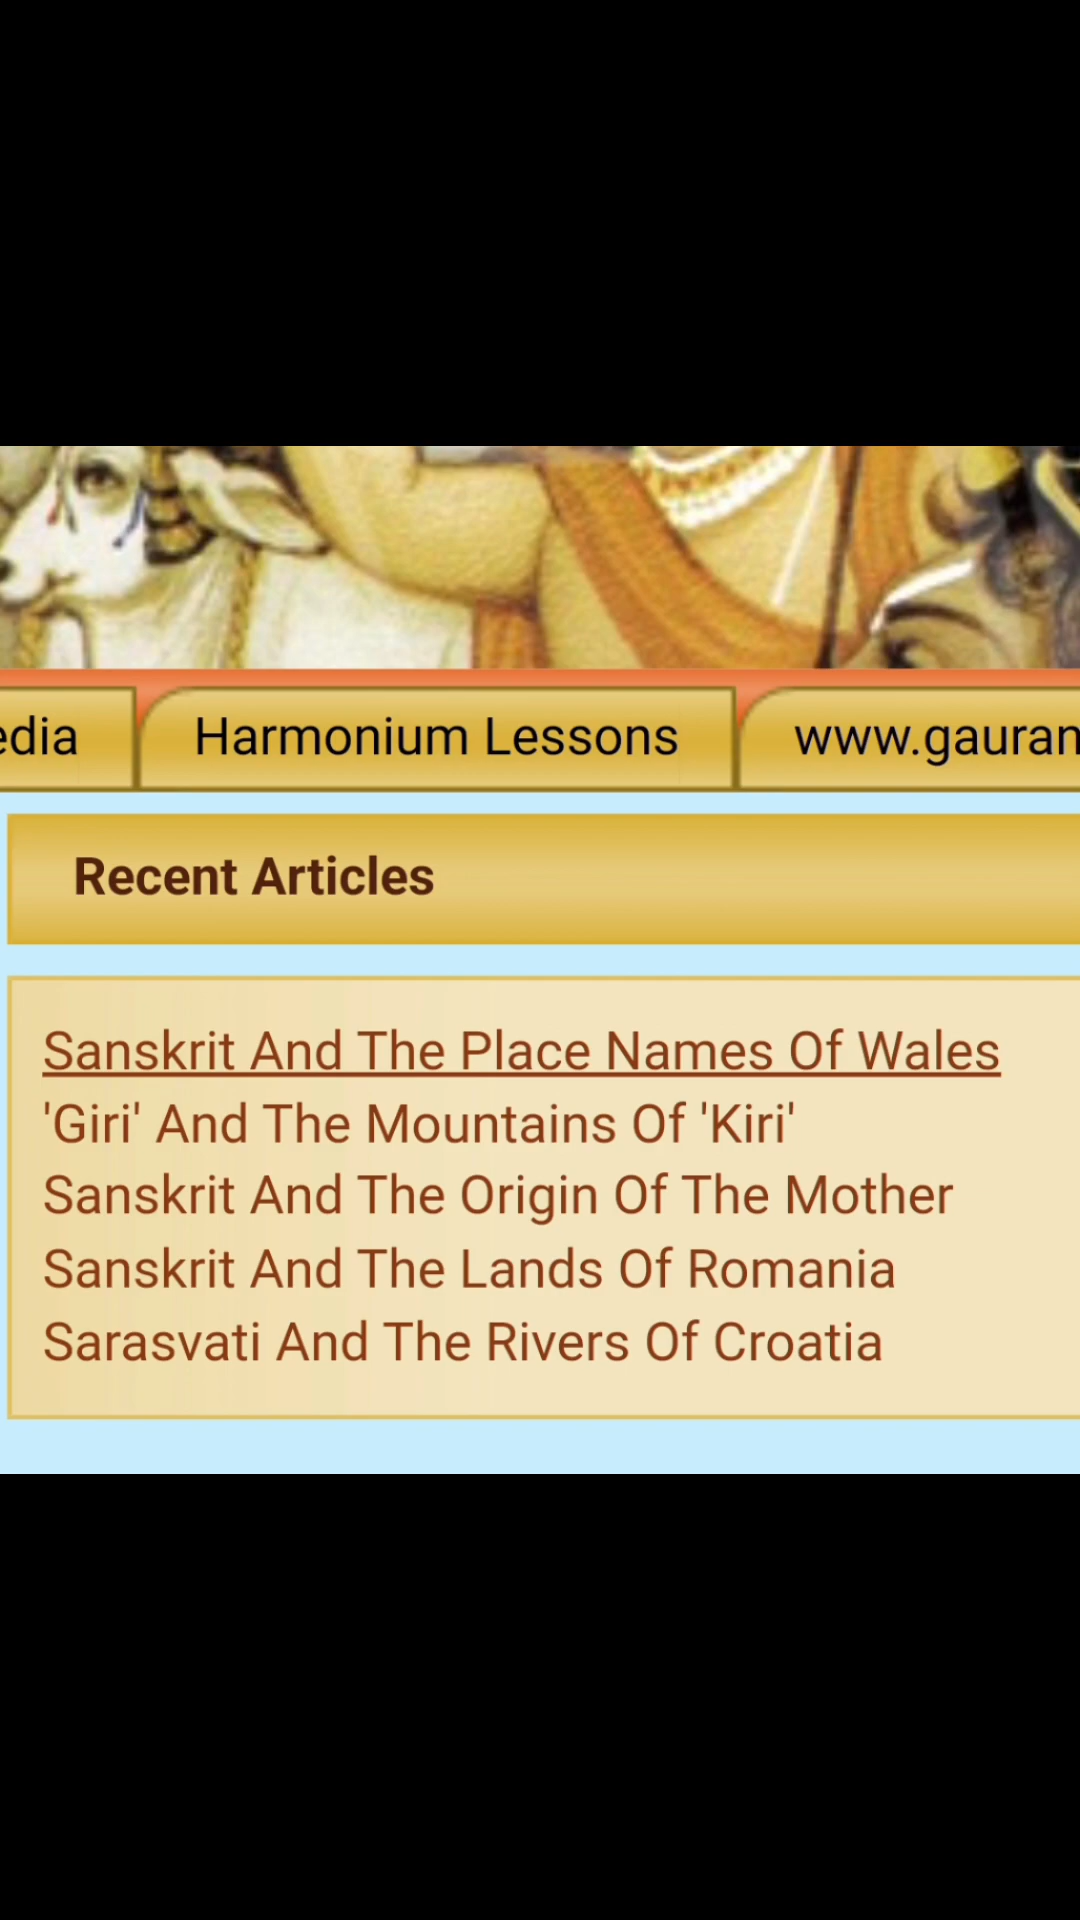 edia
Harmonium Lessons
www.gauran
Recent Articles
Sanskrit And The Place Names Of Wales
'Giri' And The Mountains Of 'Kiri'
Sanskrit And The Origin Of The Mother
Sanskrit And The Lands Of Romania
Sarasvati And The Rivers Of Croatia